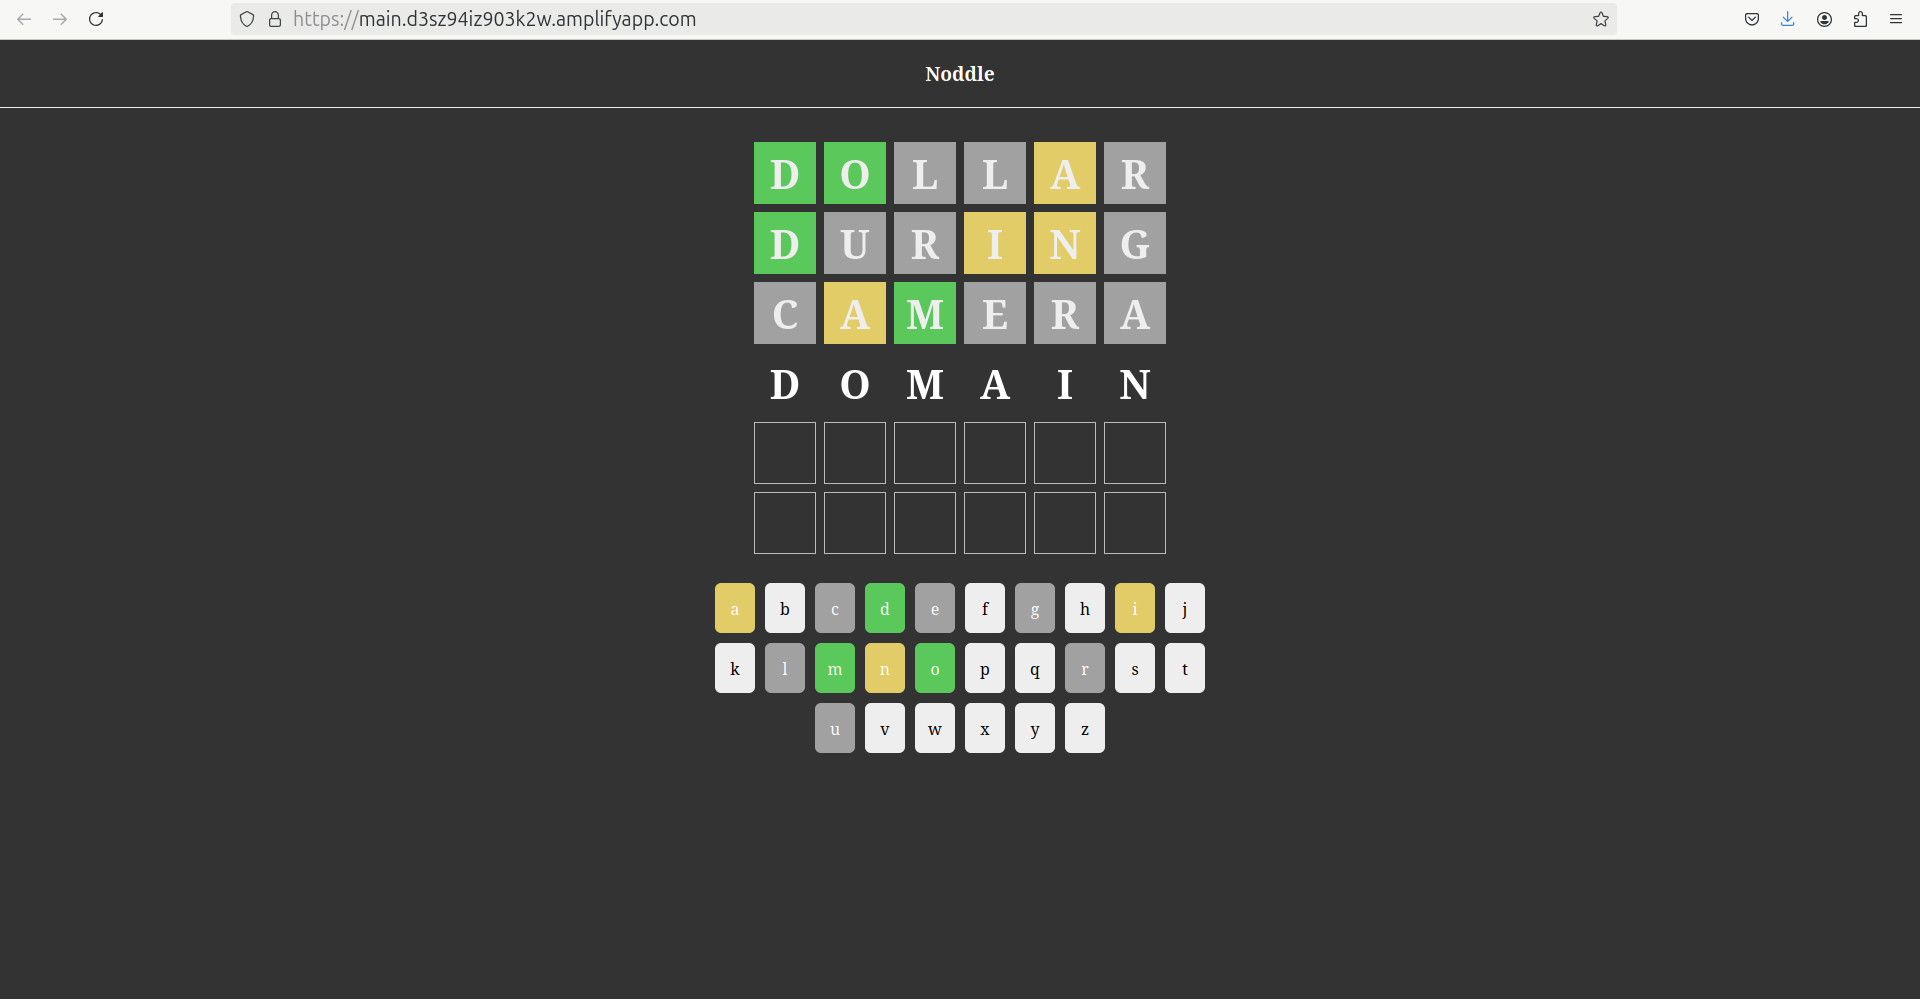 https://main.d3sz94iz903k2w.amplifyapp.com
Noddle
D O L L A R
D U R I N G
C A M E R A
D O M A I N
a b c d e f g h i j
k l m n o p q r s t
u v w x y z